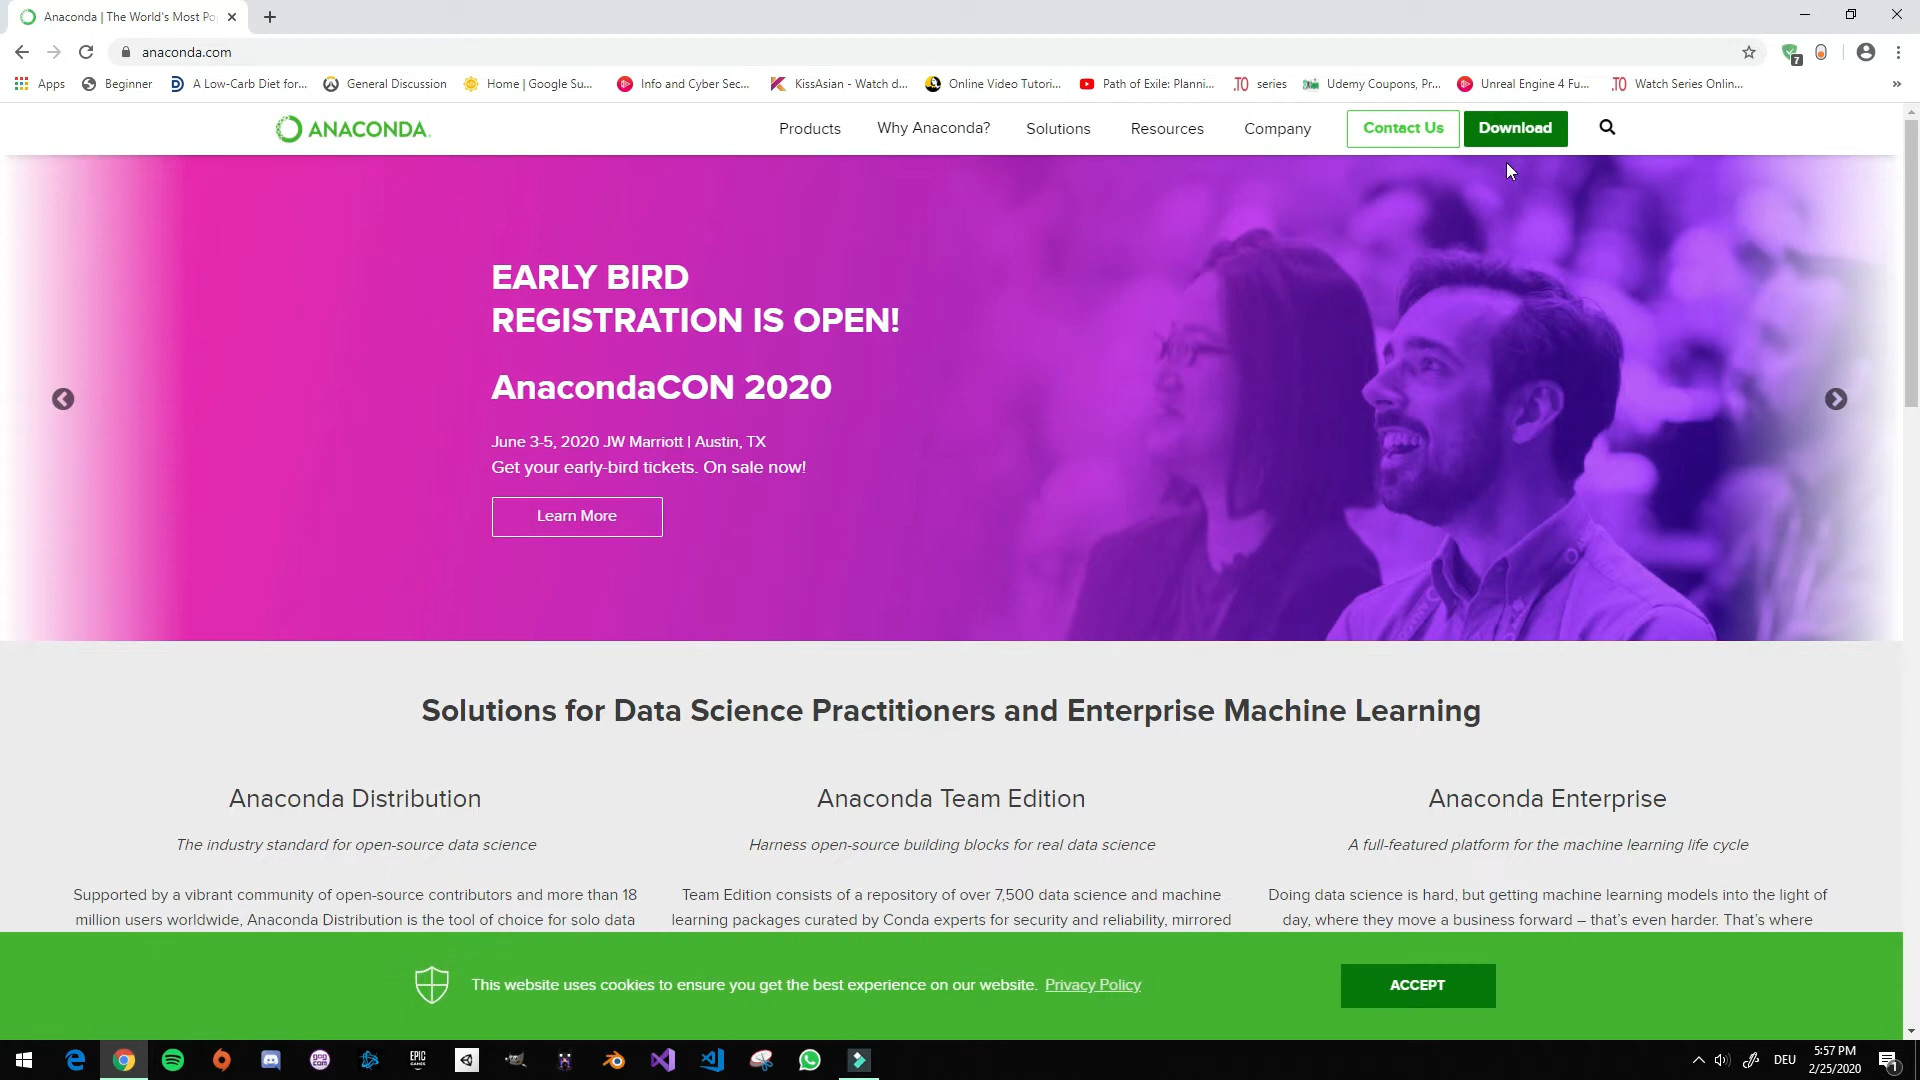 Anaconda | The World's Most Po
anaconda.com
7
Apps
Beginner
A Low-Carb Diet for...
General Discussion
Home | Google Su...
Info and Cyber Sec...
KissAsian - Watch d...
Online Video Tutori...
Path of Exile: Planni...
series
Udemy Coupons, Pr...
Unreal Engine 4 Fu...
Watch Series Onlin...
ANACONDA.
Products
Why Anaconda?
Solutions
Resources
Company
Contact Us
Download
EARLY BIRD
REGISTRATION IS OPEN!
AnacondaCON 2020
June 3-5, 2020 JW Marriott | Austin, TX
Get your early-bird tickets. On sale now!
Learn More
Solutions for Data Science Practitioners and Enterprise Machine Learning
Anaconda Distribution
The industry standard for open-source data science
Supported by a vibrant community of open-source contributors and more than 18
million users worldwide, Anaconda Distribution is the tool of choice for solo data
Anaconda Team Edition
Harness open-source building blocks for real data science
Team Edition consists of a repository of over 7,500 data science and machine
learning packages curated by Conda experts for security and reliability, mirrored
Anaconda Enterprise
A full-featured platform for the machine learning life cycle
Doing data science is hard, but getting machine learning models into the light of
day, where they move a business forward – that's even harder. That's where
This website uses cookies to ensure you get the best experience on our website. Privacy Policy
ACCEPT
EPIC
GAMES
DEU
5:57 PM
2/25/2020
1